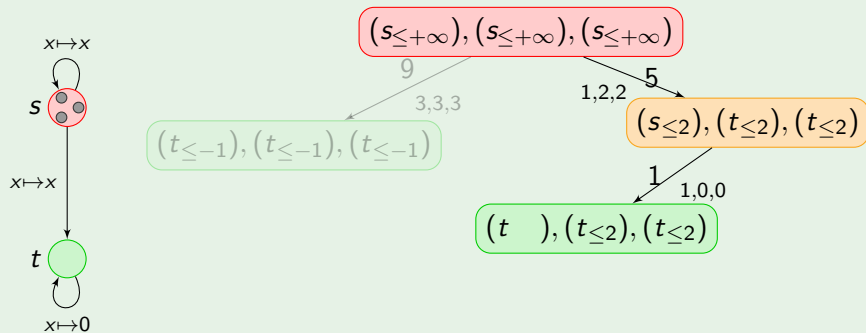 x↦x
s
x↦x
t
x↦0
(s≤+∞), (s≤+∞), (s≤+∞)
9
3,3,3
5
1,2,2
(t≤−1), (t≤−1), (t≤−1)
(s≤2), (t≤2), (t≤2)
1
1,0,0
(t ), (t≤2), (t≤2)